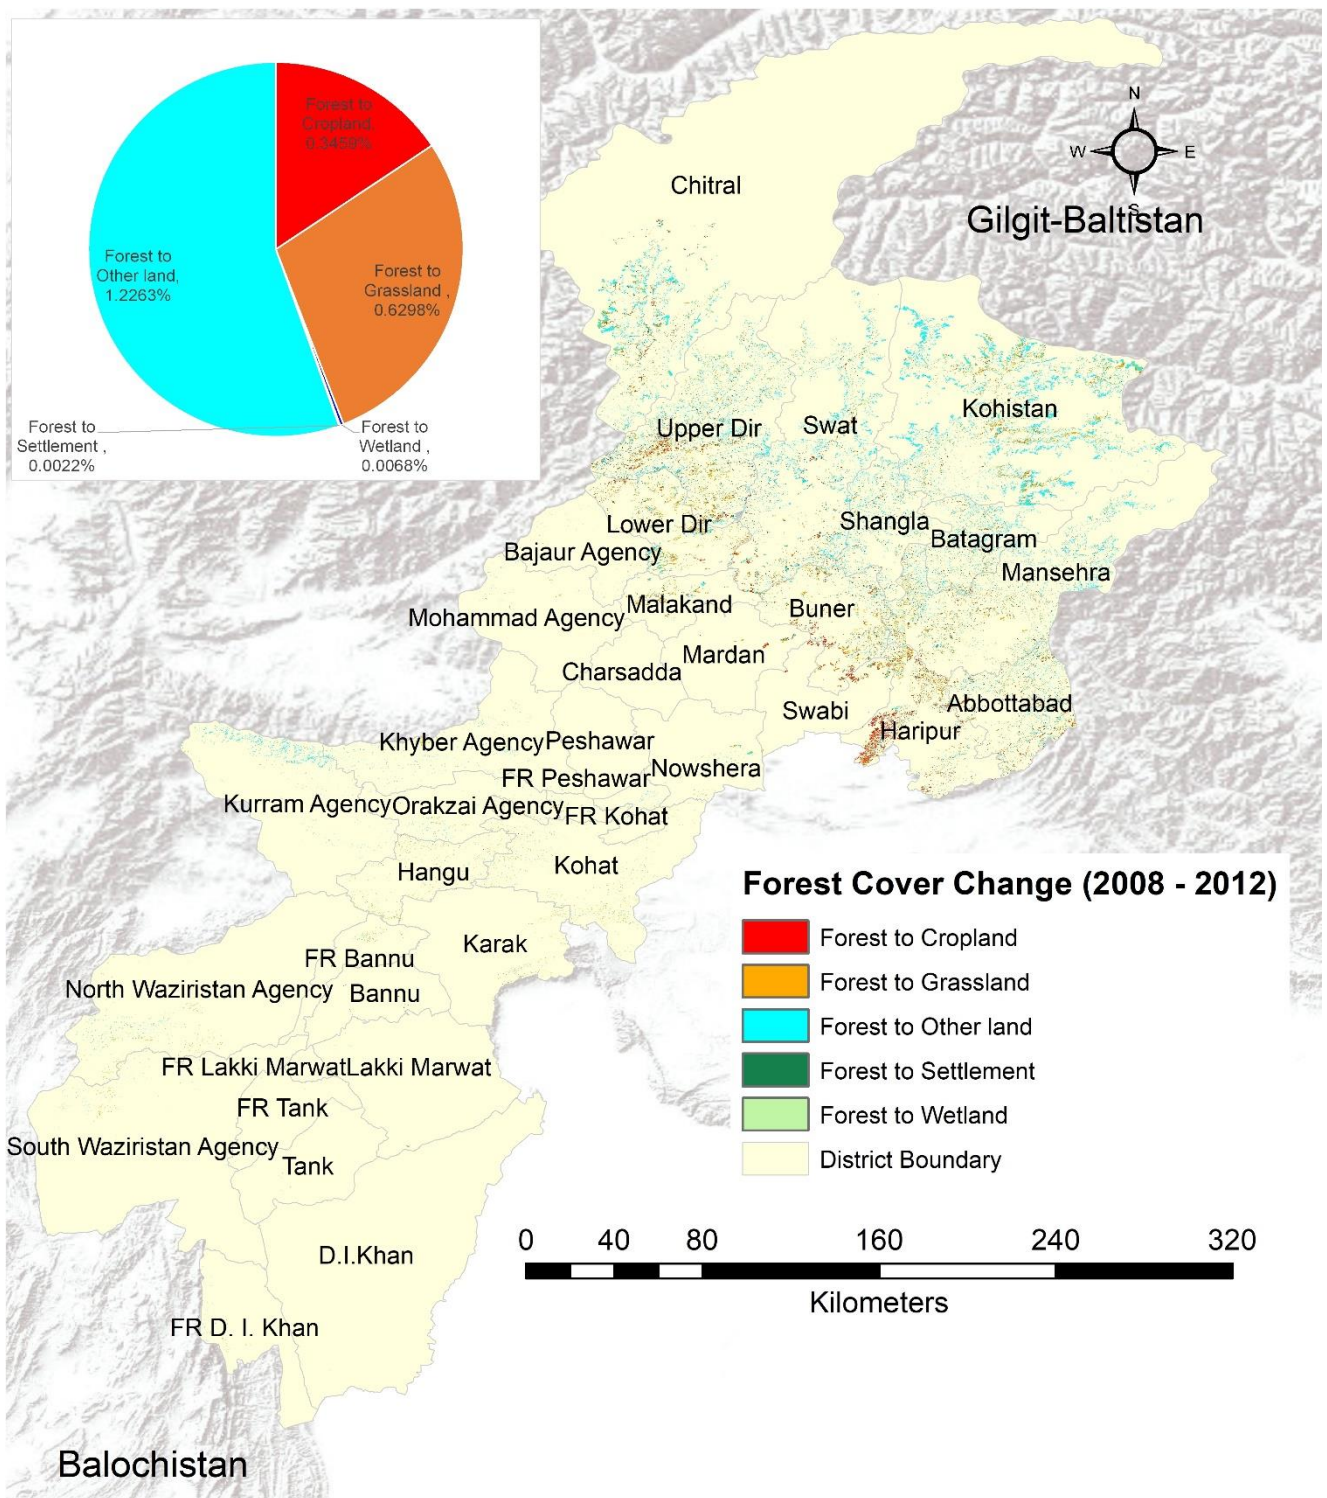 Forest to
Cropland,
0.3459%
Forest to
Other land,
1.2263%
Forest to
Grassland ,
0.6298%
Forest to
Settlement ,
0.0022%
Forest to
Wetland ,
0.0068%
N
W
E
S
Gilgit-Baltistan
Chitral
Kohistan
Upper Dir
Swat
Lower Dir
Shangla
Batagram
Bajaur Agency
Mansehra
Malakand
Buner
Mohammad Agency
Mardan
Charsadda
Abbottabad
Swabi
Haripur
Khyber Agency
Peshawar
FR Peshawar
Nowshera
Kurram Agency
Orakzai Agency
FR Kohat
Hangu
Kohat
Karak
FR Bannu
North Waziristan Agency
Bannu
FR Lakki Marwat
Lakki Marwat
FR Tank
South Waziristan Agency
Tank
D.I.Khan
FR D. I. Khan
Balochistan
Forest Cover Change (2008 - 2012)
Forest to Cropland
Forest to Grassland
Forest to Other land
Forest to Settlement
Forest to Wetland
District Boundary
0 40 80 160 240 320
Kilometers